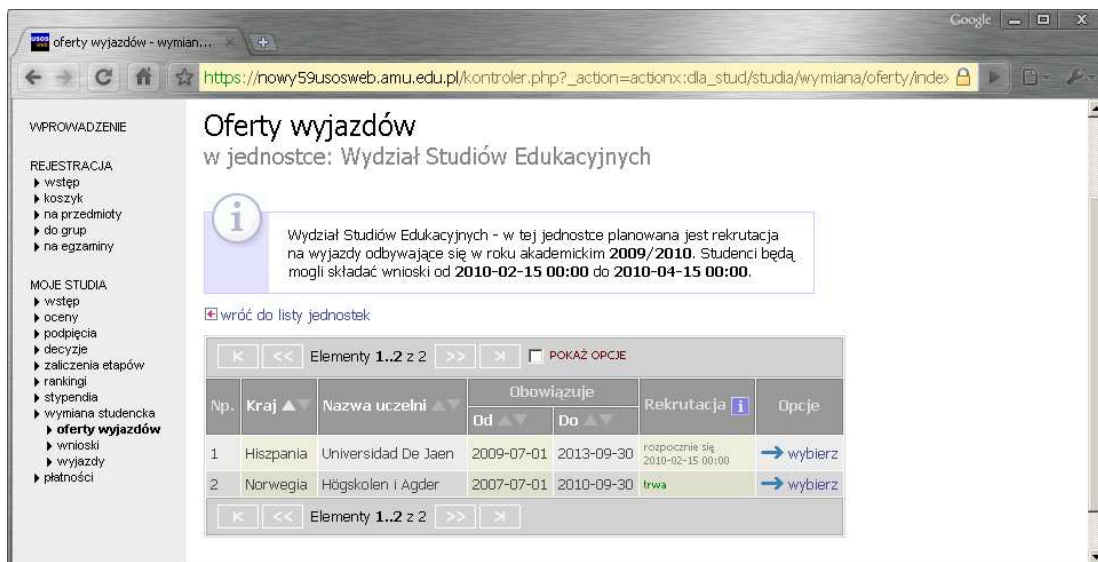 Google
USOS
web
oferty wyjazdów - wymian...
https://nowy59usosweb.amu.edu.pl/kontroler.php?_action=actionx:dla_stud/studia/wymiana/oferty/index
WPROWADZENIE
REJESTRACJA
wstęp
koszyk
na przedmioty
do grup
na egzaminy
MOJE STUDIA
wstęp
oceny
podpięcia
decyzje
zaliczenia etapów
rankingi
stypendia
wymiana studencka
oferty wyjazdów
wnioski
wyjazdy
płatności
Oferty wyjazdów
w jednostce: Wydział Studiów Edukacyjnych
i
Wydział Studiów Edukacyjnych - w tej jednostce planowana jest rekrutacja
na wyjazdy odbywające się w roku akademickim 2009/2010. Studenci będą
mogli składać wnioski od 2010-02-15 00:00 do 2010-04-15 00:00.
wróć do listy jednostek
Elementy 1..2 z 2 POKAŻ OPCJE
Np. Kraj Nazwa uczelni Obowiązuje Rekrutacja i Opcje
Od Do
1 Hiszpania Universidad De Jaen 2009-07-01 2013-09-30 rozpocznie się 2010-02-15 00:00 wybierz
2 Norwegia Högskolen i Agder 2007-07-01 2010-09-30 trwa wybierz
Elementy 1..2 z 2